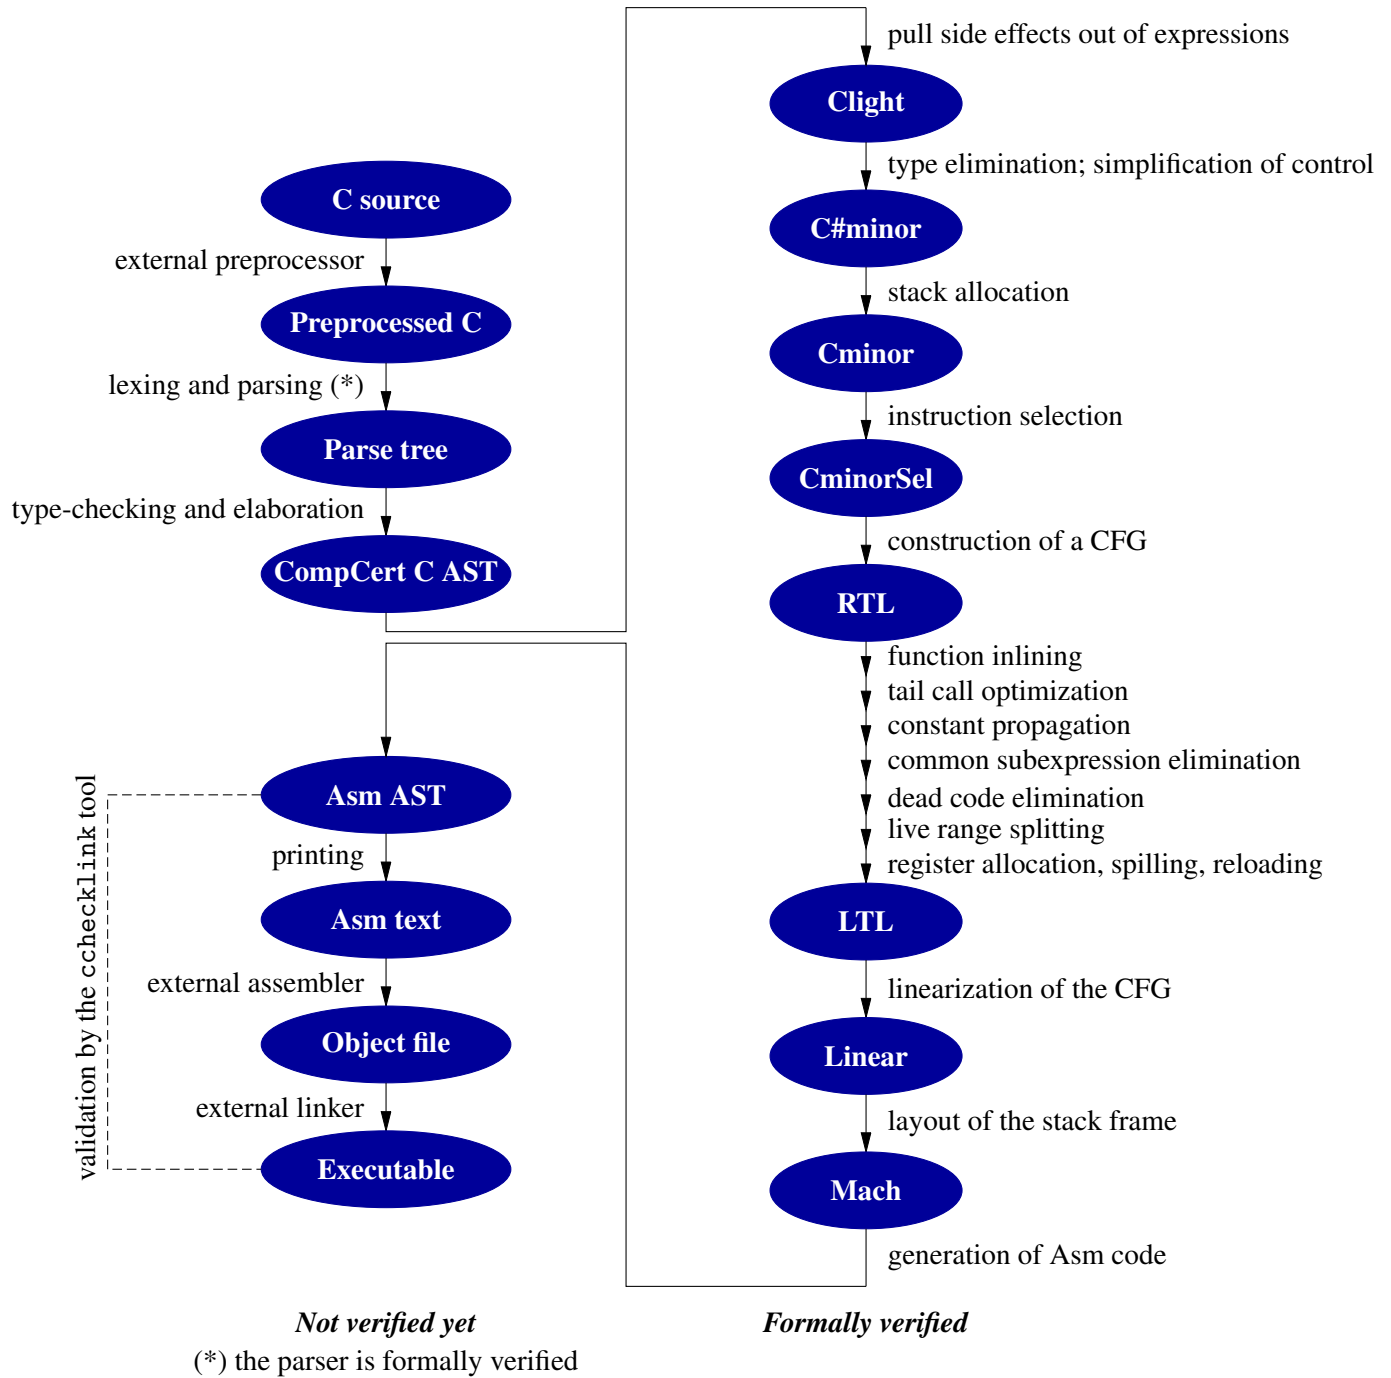 C source
external preprocessor
Preprocessed C
lexing and parsing (*)
Parse tree
type-checking and elaboration
CompCert C AST
pull side effects out of expressions
Clight
type elimination; simplification of control
C#minor
stack allocation
Cminor
instruction selection
CminorSel
construction of a CFG
RTL
function inlining
tail call optimization
constant propagation
common subexpression elimination
dead code elimination
live range splitting
register allocation, spilling, reloading
LTL
linearization of the CFG
Linear
layout of the stack frame
Mach
generation of Asm code
Asm AST
printing
Asm text
external assembler
Object file
external linker
Executable
validation by the cchecklink tool
Not verified yet
(*) the parser is formally verified
Formally verified